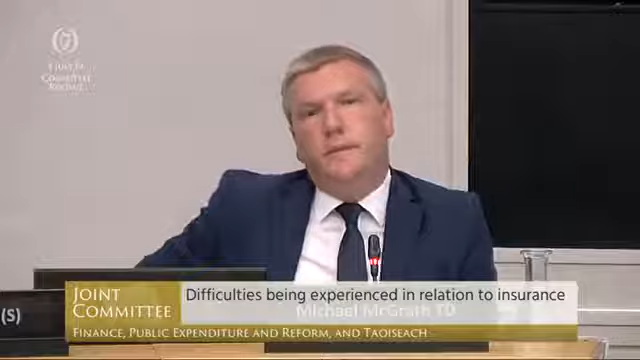 COMMITTEE
(S)
JOINT
COMMITTEE
Difficulties being experienced in relation to insurance
Michael McGrath TD
FINANCE, PUBLIC EXPENDITURE AND REFORM, AND TAOISEACH